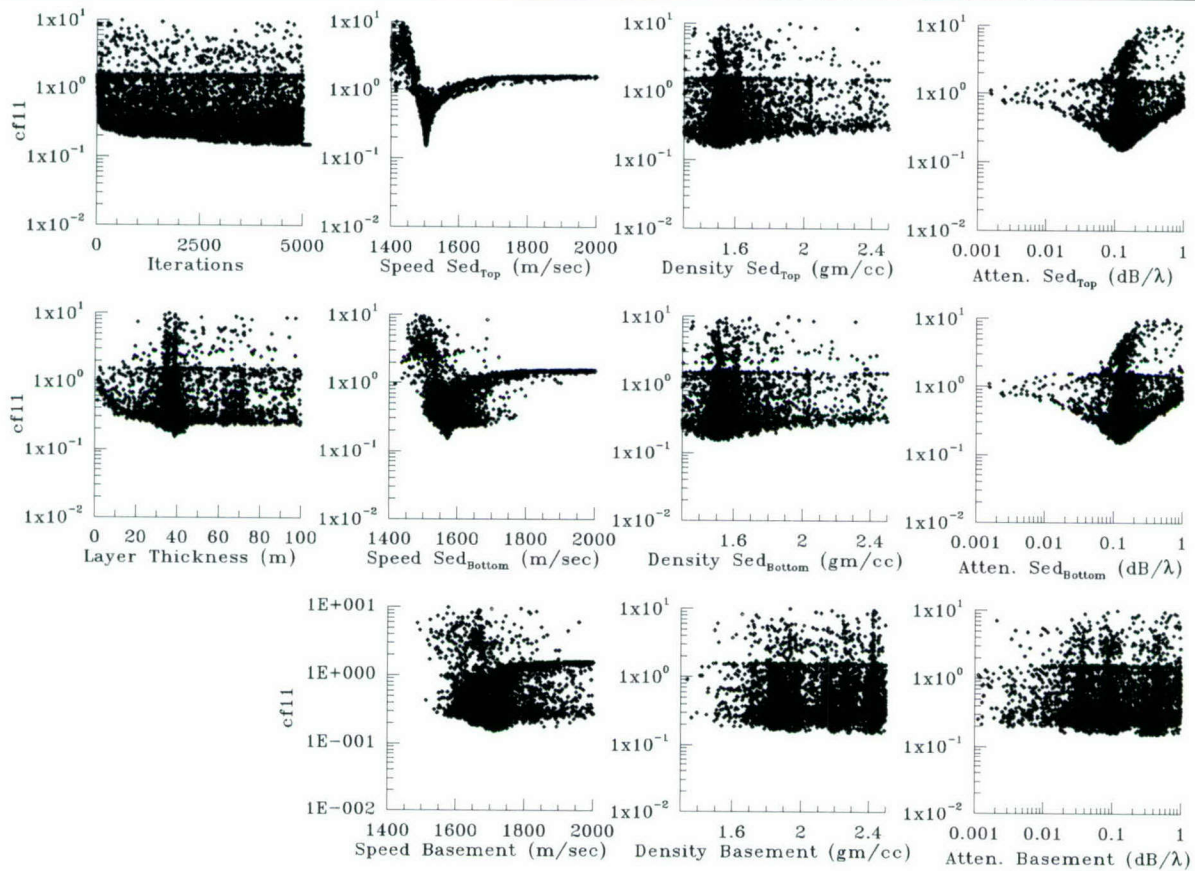 1x10¹ 1x10¹ 1x10¹ 1x10¹
1x10⁰ 1x10⁰ 1x10⁰ 1x10⁰
cf11
1x10⁻¹ 1x10⁻¹ 1x10⁻¹ 1x10⁻¹
1x10⁻² 1x10⁻² 1x10⁻² 1x10⁻²
0 2500 5000 1400 1600 1800 2000 1.6 2 2.4 0.001 0.01 0.1 1
Iterations Speed Sed_Top (m/sec) Density Sed_Top (gm/cc) Atten. Sed_Top (dB/λ)
1x10¹ 1x10¹ 1x10¹ 1x10¹
1x10⁰ 1x10⁰ 1x10⁰ 1x10⁰
cf11
1x10⁻¹ 1x10⁻¹ 1x10⁻¹ 1x10⁻¹
1x10⁻² 1x10⁻² 1x10⁻² 1x10⁻²
0 20 40 60 80 100 1400 1600 1800 2000 1.6 2 2.4 0.001 0.01 0.1 1
Layer Thickness (m) Speed Sed_Bottom (m/sec) Density Sed_Bottom (gm/cc) Atten. Sed_Bottom (dB/λ)
1E+001 1x10¹ 1x10¹
1E+000 1x10⁰ 1x10⁰
cf11
1E-001 1x10⁻¹ 1x10⁻¹
1E-002 1x10⁻² 1x10⁻²
1400 1600 1800 2000 1.6 2 2.4 0.001 0.01 0.1 1
Speed Basement (m/sec) Density Basement (gm/cc) Atten. Basement (dB/λ)